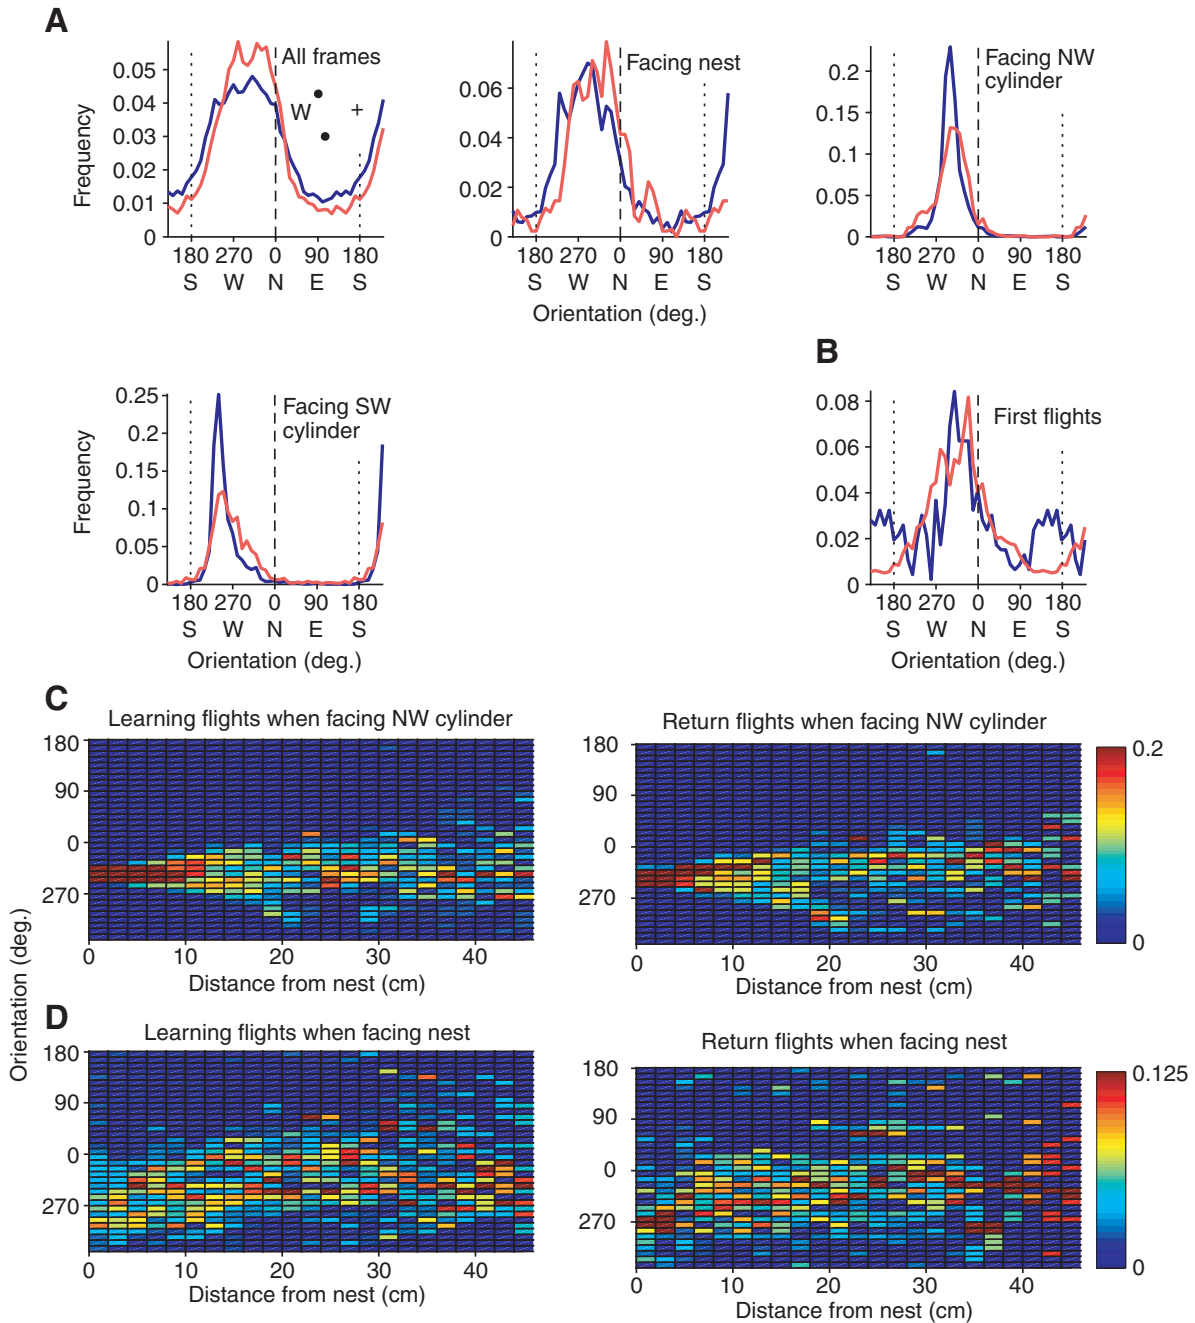 A
All frames
W
+
Frequency
0.05
0.04
0.03
0.02
0.01
0
180 270 0 90 180
S W N E S
Facing nest
0.06
0.04
0.02
0
180 270 0 90 180
S W N E S
Orientation (deg.)
Facing NW
cylinder
0.2
0.15
0.1
0.05
0
180 270 0 90 180
S W N E S
Facing SW
cylinder
Frequency
0.25
0.2
0.15
0.1
0.05
0
180 270 0 90 180
S W N E S
Orientation (deg.)
B
First flights
0.08
0.06
0.04
0.02
0
180 270 0 90 180
S W N E S
Orientation (deg.)
C
Learning flights when facing NW cylinder
180
90
0
270
0 10 20 30 40
Distance from nest (cm)
Return flights when facing NW cylinder
180
90
0
270
0 10 20 30 40
Distance from nest (cm)
0.2
0
Orientation (deg.)
D
Learning flights when facing nest
180
90
0
270
0 10 20 30 40
Distance from nest (cm)
Return flights when facing nest
180
90
0
270
0 10 20 30 40
Distance from nest (cm)
0.125
0